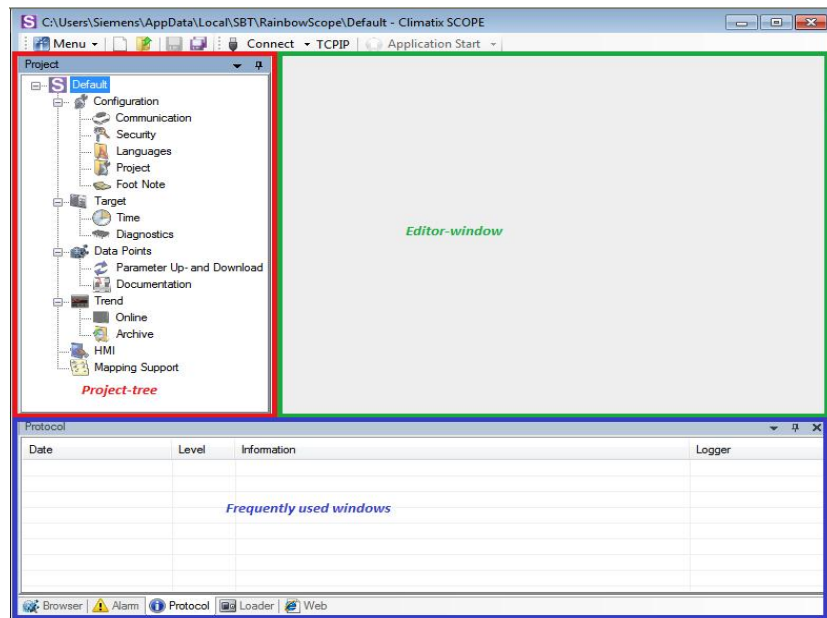 C:\Users\Siemens\AppData\Local\SBT\RainbowScope\Default - Climatix SCOPE
Menu Connect TCPIP Application Start
Project
Default
Configuration
Communication
Security
Languages
Project
Foot Note
Target
Time
Diagnostics
Data Points
Parameter Up- and Download
Documentation
Trend
Online
Archive
HMI
Mapping Support
Project-tree
Editor-window
Protocol
Date Level Information Logger
Frequently used windows
Browser Alarm Protocol Loader Web